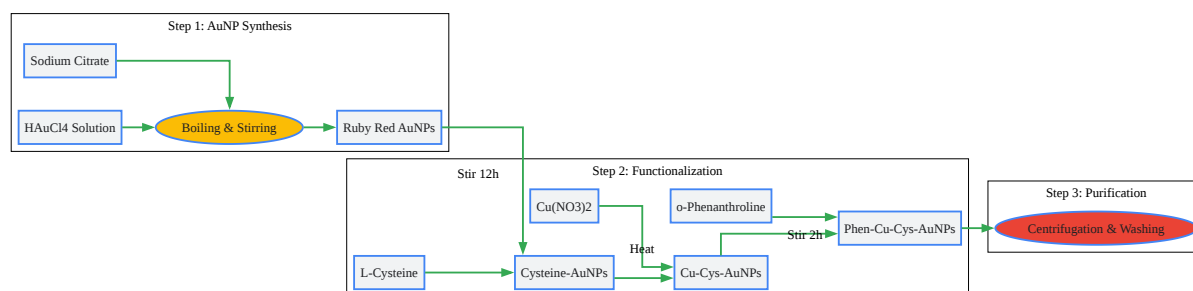 Step 1: AuNP Synthesis
Sodium Citrate
HAuCl4 Solution
Boiling & Stirring
Ruby Red AuNPs
Stir 12h
Step 2: Functionalization
Cu(NO3)2
o-Phenanthroline
Phen-Cu-Cys-AuNPs
Stir 2h
Heat
L-Cysteine
Cysteine-AuNPs
Cu-Cys-AuNPs
Step 3: Purification
Centrifugation & Washing